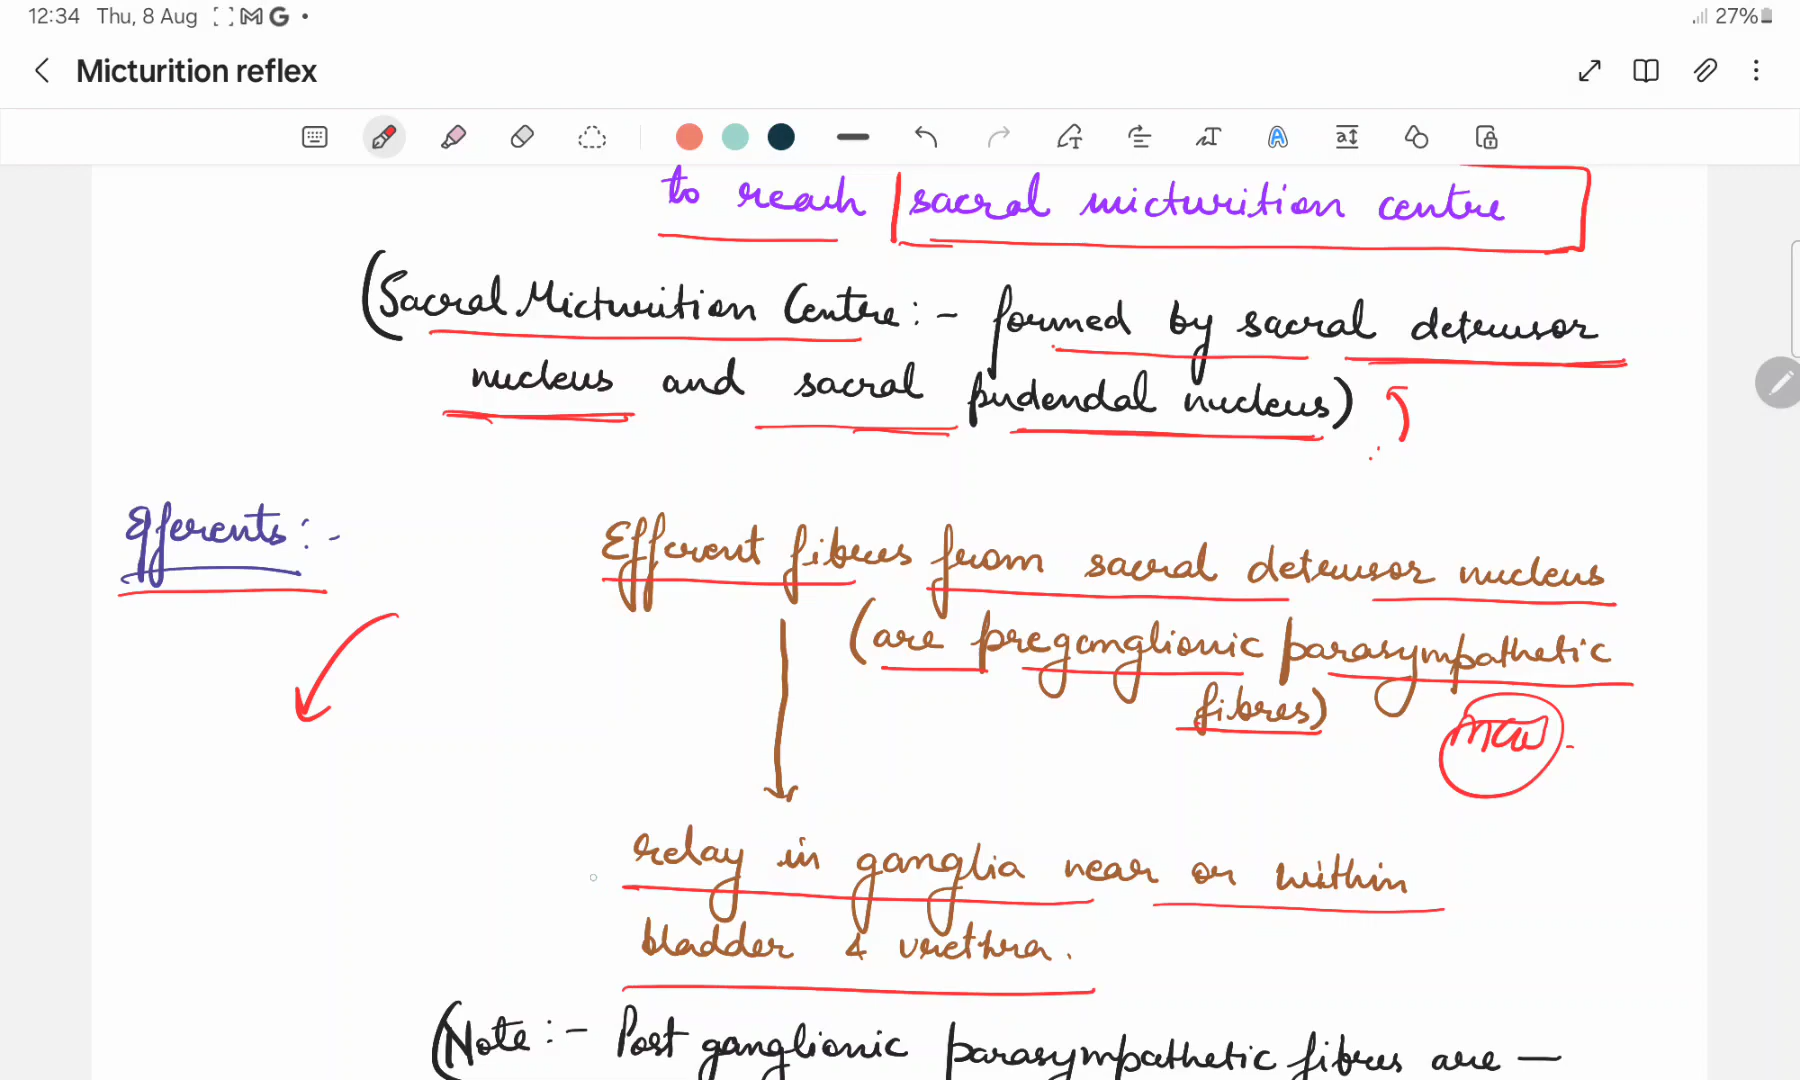 12:34 Thu, 8 Aug 27%
Micturition reflex
to reach sacral micturition centre
(Sacral Micturition Centre :- formed by sacral detrusor
nucleus and sacral pudendal nucleus)
Efferents :-
Efferent fibres from sacral detrusor nucleus
(are preganglionic parasympathetic
fibres)
relay in ganglia near or within
bladder & urethra.
(Note :- Post ganglionic parasympathetic fibres are —